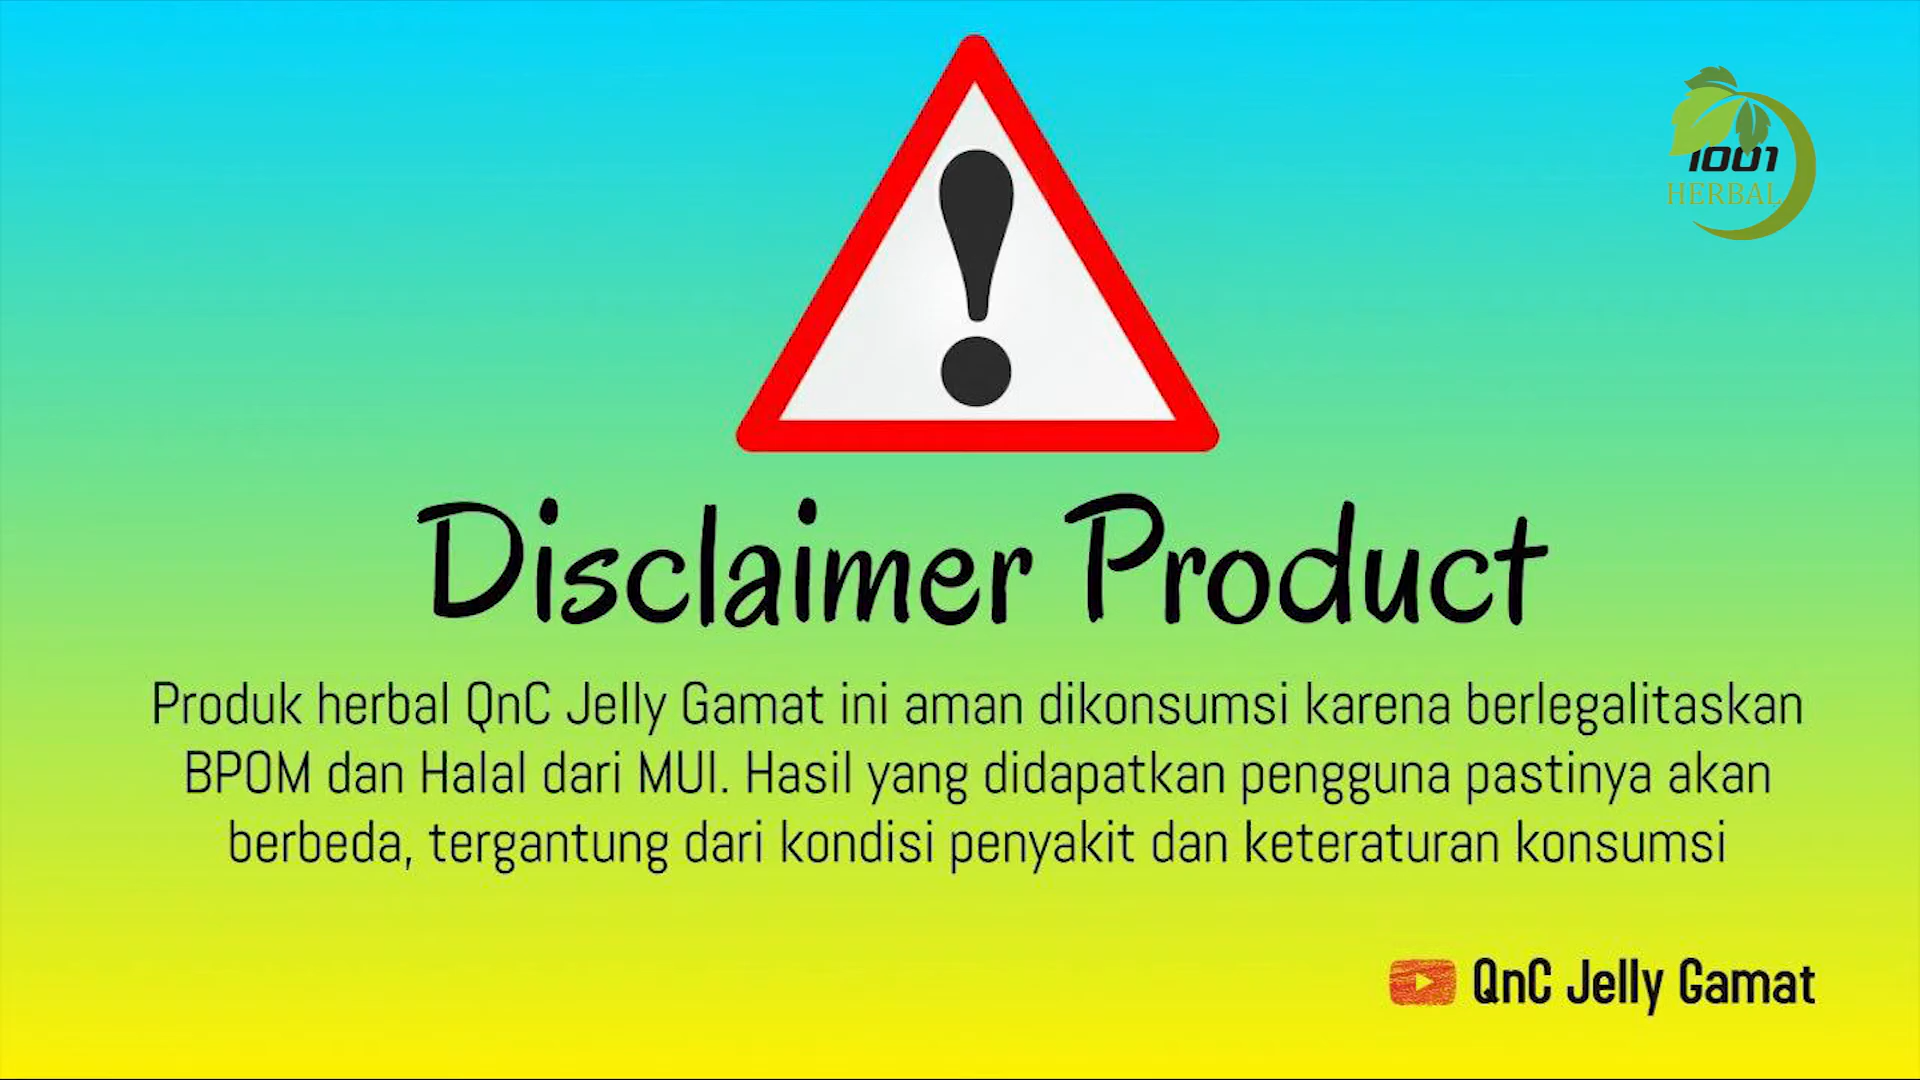 1001
HERBAL
Disclaimer Product
Produk herbal QnC Jelly Gamat ini aman dikonsumsi karena berlegalitaskan
BPOM dan Halal dari MUI. Hasil yang didapatkan pengguna pastinya akan
berbeda, tergantung dari kondisi penyakit dan keteraturan konsumsi
QnC Jelly Gamat